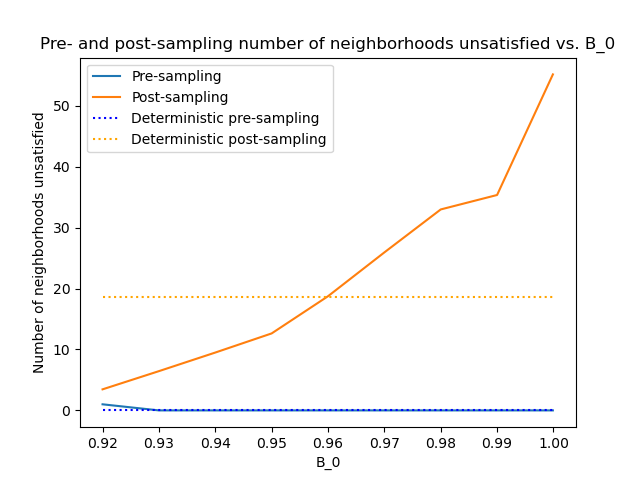 Pre- and post-sampling number of neighborhoods unsatisfied vs. B_0
Pre-sampling
Post-sampling
Deterministic pre-sampling
Deterministic post-sampling
Number of neighborhoods unsatisfied
50
40
30
20
10
0
0.92 0.93 0.94 0.95 0.96 0.97 0.98 0.99 1.00
B_0